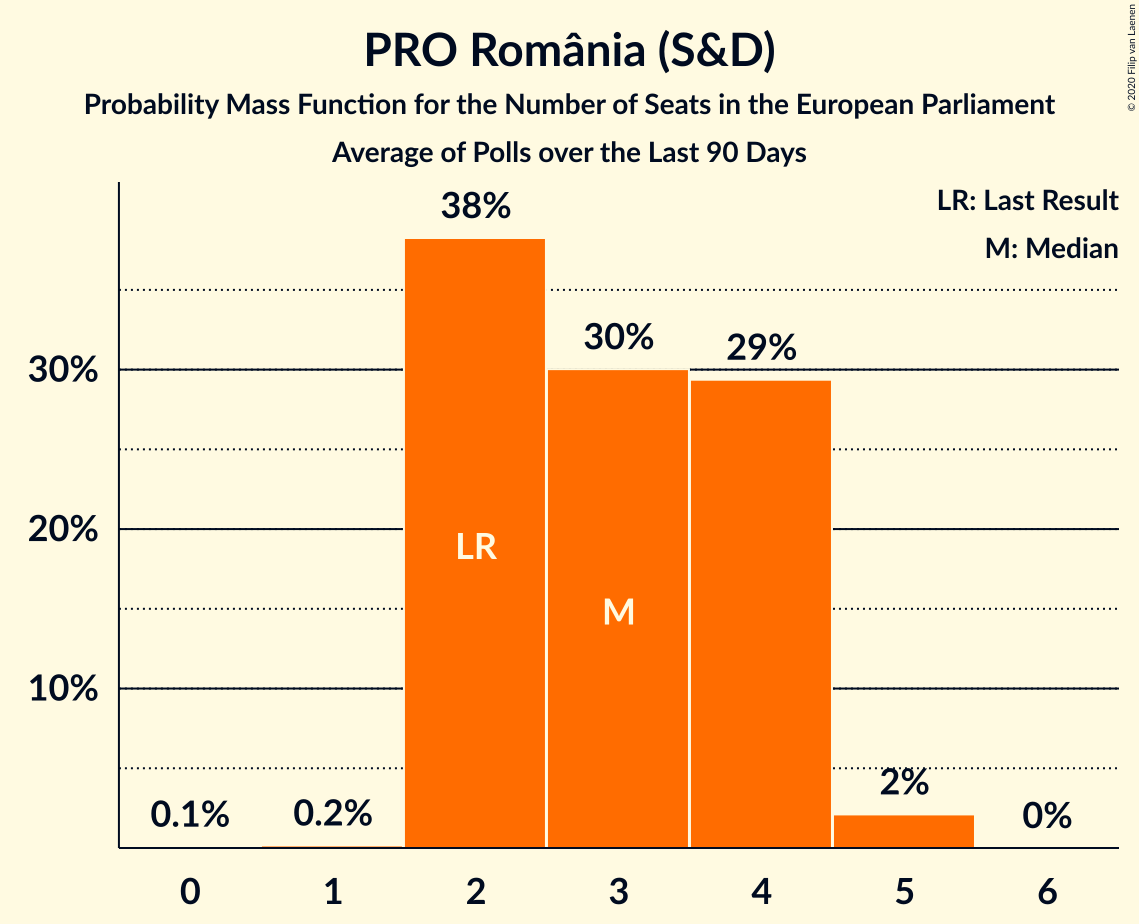 PRO România (S&D)
Probability Mass Function for the Number of Seats in the European Parliament
Average of Polls over the Last 90 Days
© 2020 Filip van Laenen
LR: Last Result
M: Median
38%
30%
29%
30%
20%
10%
LR
M
0.1%
0.2%
2%
0%
0 1 2 3 4 5 6